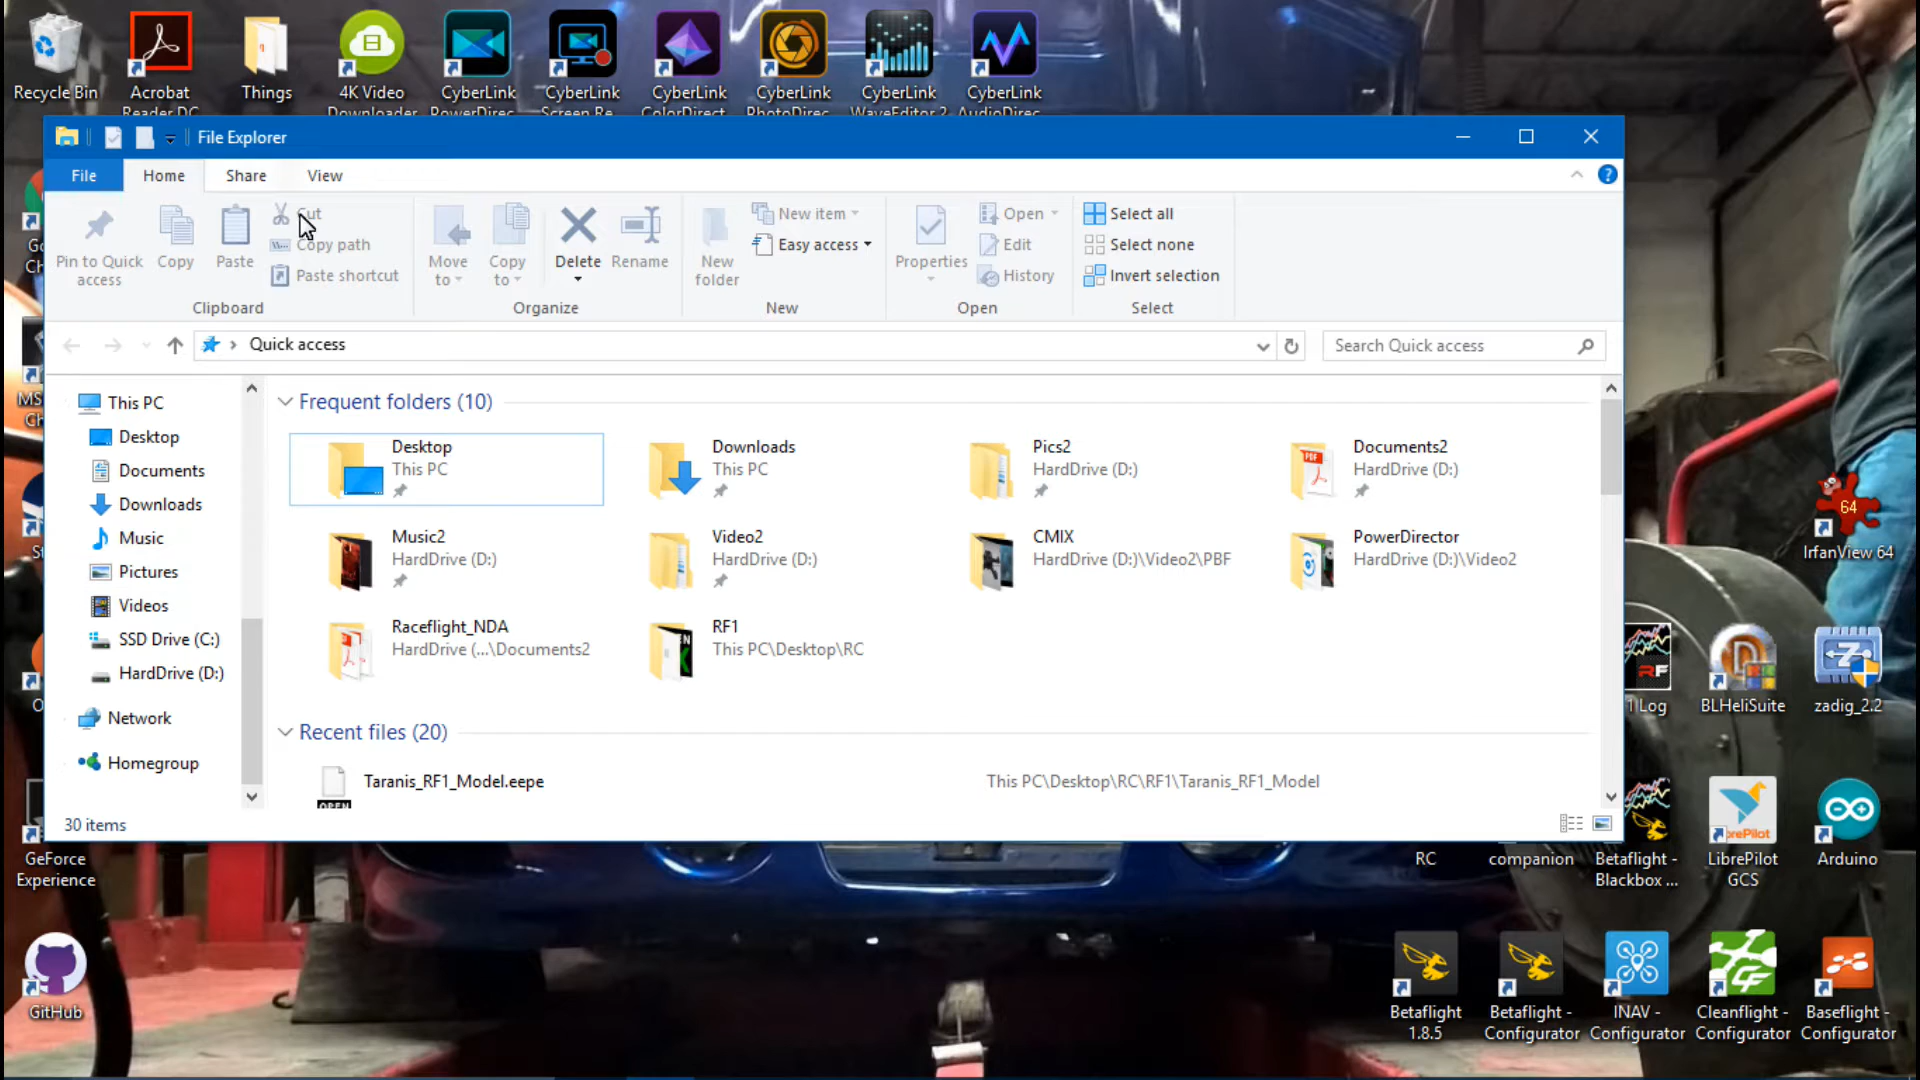 Recycle Bin
Acrobat
Reader DC
Things
4K Video
Downloader
CyberLink
PowerDirec...
CyberLink
Screen Re...
CyberLink
ColorDirect...
CyberLink
PhotoDirec...
CyberLink
WaveEditor 2
CyberLink
AudioDirec...
File Explorer
File
Home
Share
View
Pin to Quick
access
Copy
Paste
Cut
Copy path
Paste shortcut
Clipboard
Move
to
Copy
to
Delete
Rename
Organize
New
folder
New item
Easy access
New
Properties
Open
Edit
History
Open
Select all
Select none
Invert selection
Select
Quick access
Search Quick access
This PC
Desktop
Documents
Downloads
Music
Pictures
Videos
SSD Drive (C:)
HardDrive (D:)
Network
Homegroup
Frequent folders (10)
Desktop
This PC
Downloads
This PC
Pics2
HardDrive (D:)
Documents2
HardDrive (D:)
Music2
HardDrive (D:)
Video2
HardDrive (D:)
CMIX
HardDrive (D:)\Video2\PBF
PowerDirector
HardDrive (D:)\Video2
Raceflight_NDA
HardDrive (...\Documents2
RF1
This PC\Desktop\RC
Recent files (20)
Taranis_RF1_Model.eepe
This PC\Desktop\RC\RF1\Taranis_RF1_Model
OPEN
30 items
64
IrfanView 64
RF
1 Log
BLHeliSuite
zadig_2.2
GeForce
Experience
RC
companion
Betaflight -
Blackbox ...
LibrePilot
GCS
Arduino
GitHub
Betaflight
1.8.5
Betaflight -
Configurator
INAV -
Configurator
Cleanflight -
Configurator
Baseflight -
Configurator